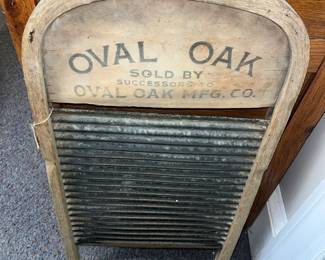 OVAL OAK
SOLD BY
SUCCESSORS TO
OVAL OAK MFG. CO.